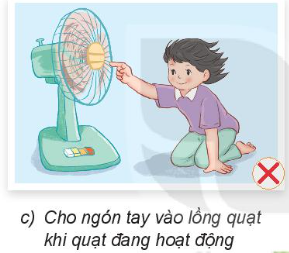 c) Cho ngón tay vào lồng quạt
khi quạt đang hoạt động